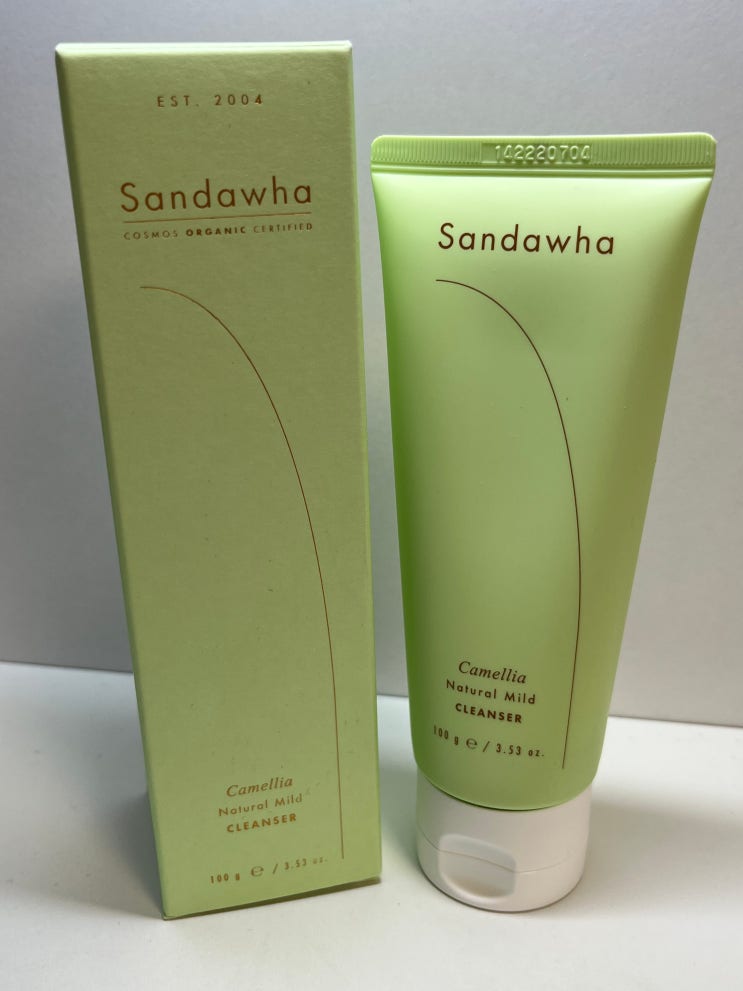 EST. 2004
Sandawha
COSMOS ORGANIC CERTIFIED
Camellia
Natural Mild
CLEANSER
100 g ℮ / 3.53 oz.
142220704
Sandawha
Camellia
Natural Mild
CLEANSER
100 g ℮ / 3.53 oz.